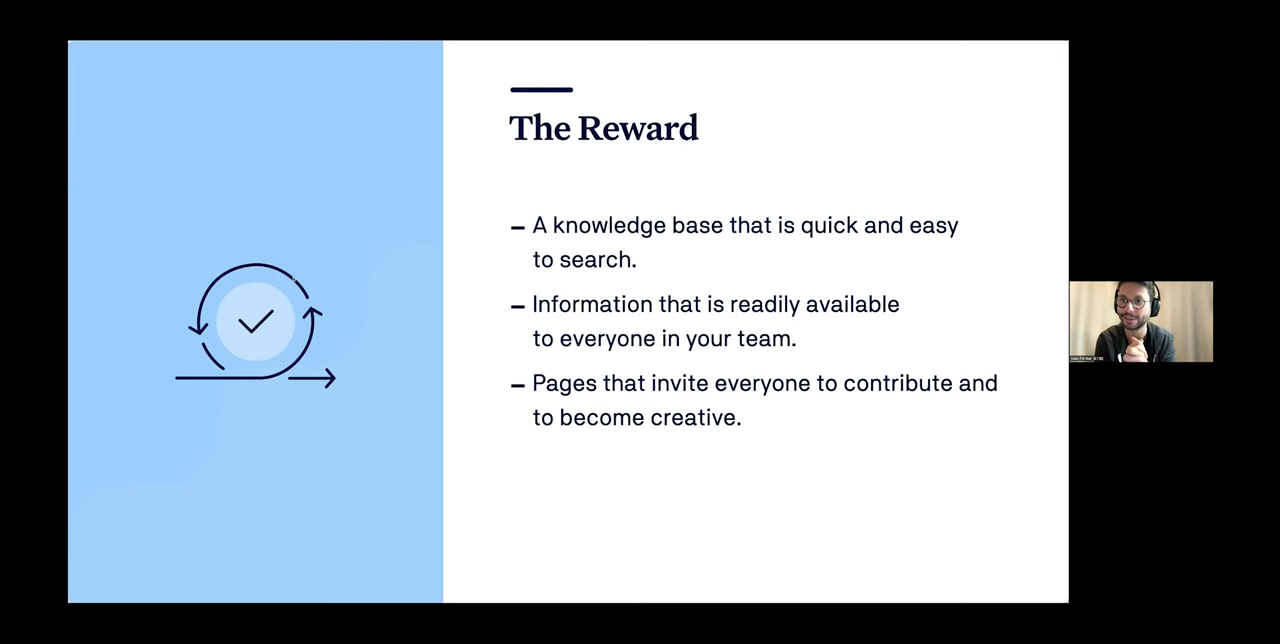 The Reward
– A knowledge base that is quick and easy
to search.
– Information that is readily available
to everyone in your team.
– Pages that invite everyone to contribute and
to become creative.